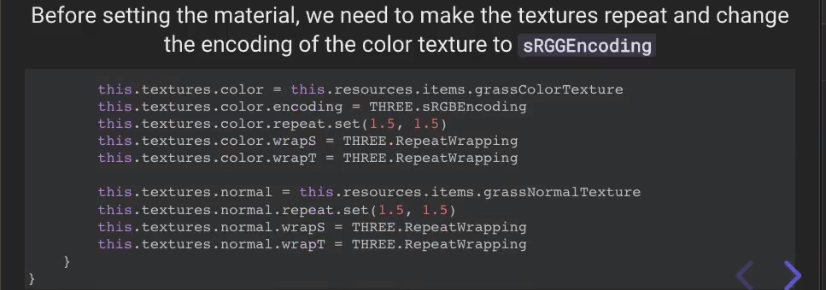 Before setting the material, we need to make the textures repeat and change
the encoding of the color texture to sRGGEncoding
this.textures.color = this.resources.items.grassColorTexture
this.textures.color.encoding = THREE.sRGBEncoding
this.textures.color.repeat.set(1.5, 1.5)
this.textures.color.wrapS = THREE.RepeatWrapping
this.textures.color.wrapT = THREE.RepeatWrapping
this.textures.normal = this.resources.items.grassNormalTexture
this.textures.normal.repeat.set(1.5, 1.5)
this.textures.normal.wrapS = THREE.RepeatWrapping
this.textures.normal.wrapT = THREE.RepeatWrapping
}
}